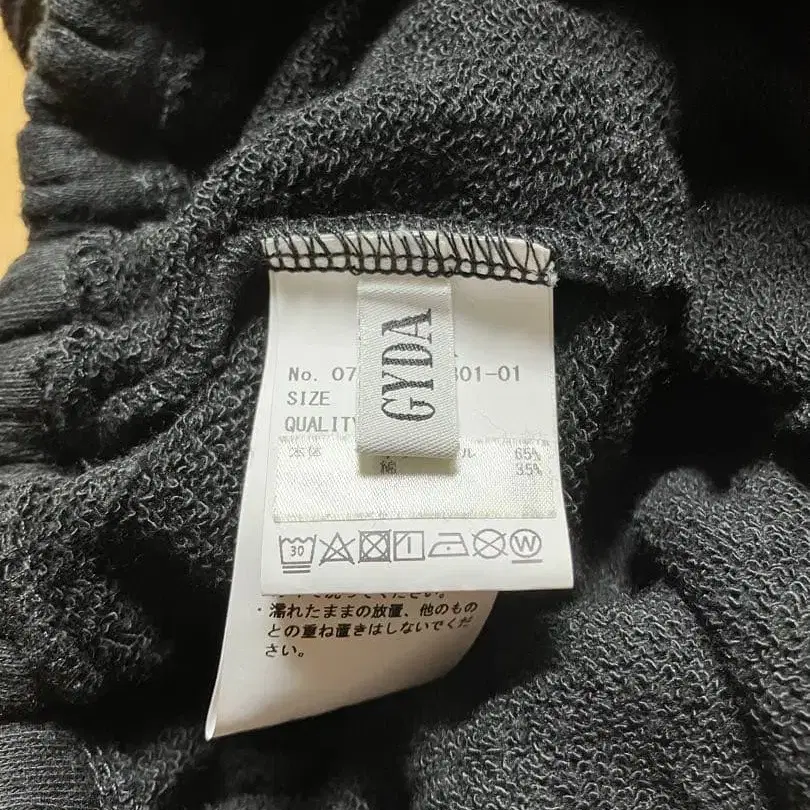 GYDA
No. 07 301-01
SIZE
QUALITY
本体 ル 65%
綿 35%
30
W
・濡れたままの放置、他のもの
との重ね置きはしないでくだ
さい。